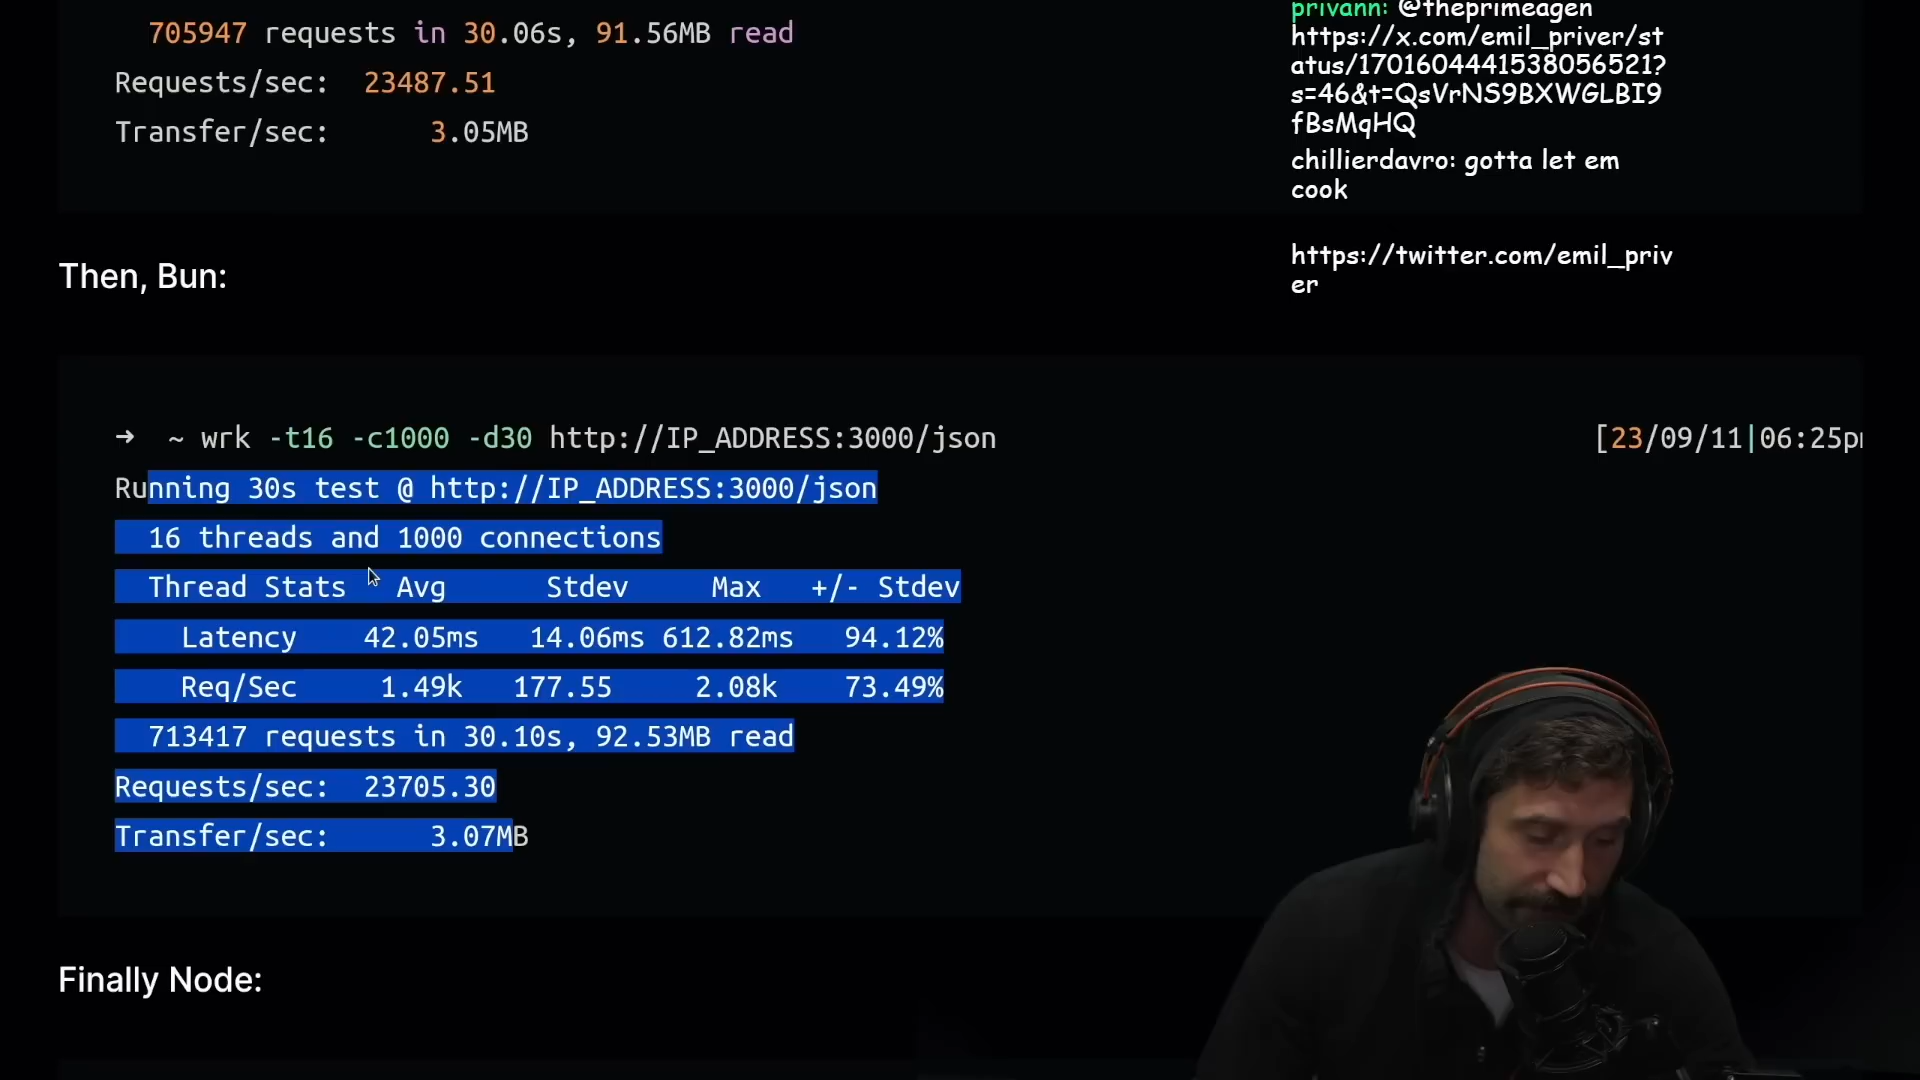 705947 requests in 30.06s, 91.56MB read
Requests/sec:  23487.51
Transfer/sec:      3.05MB
privann: @theprimeagen
https://x.com/emil_priver/st
atus/1701604441538056521?
s=46&t=QsVrNS9BXWGLBI9
fBsMqHQ
chillierdavro: gotta let em
cook
https://twitter.com/emil_priv
er
Then, Bun:
➜  ~ wrk -t16 -c1000 -d30 http://IP_ADDRESS:3000/json [23/09/11|06:25pm
Running 30s test @ http://IP_ADDRESS:3000/json
16 threads and 1000 connections
Thread Stats   Avg      Stdev     Max   +/- Stdev
Latency    42.05ms   14.06ms 612.82ms   94.12%
Req/Sec     1.49k   177.55     2.08k    73.49%
713417 requests in 30.10s, 92.53MB read
Requests/sec:  23705.30
Transfer/sec:      3.07MB
Finally Node: